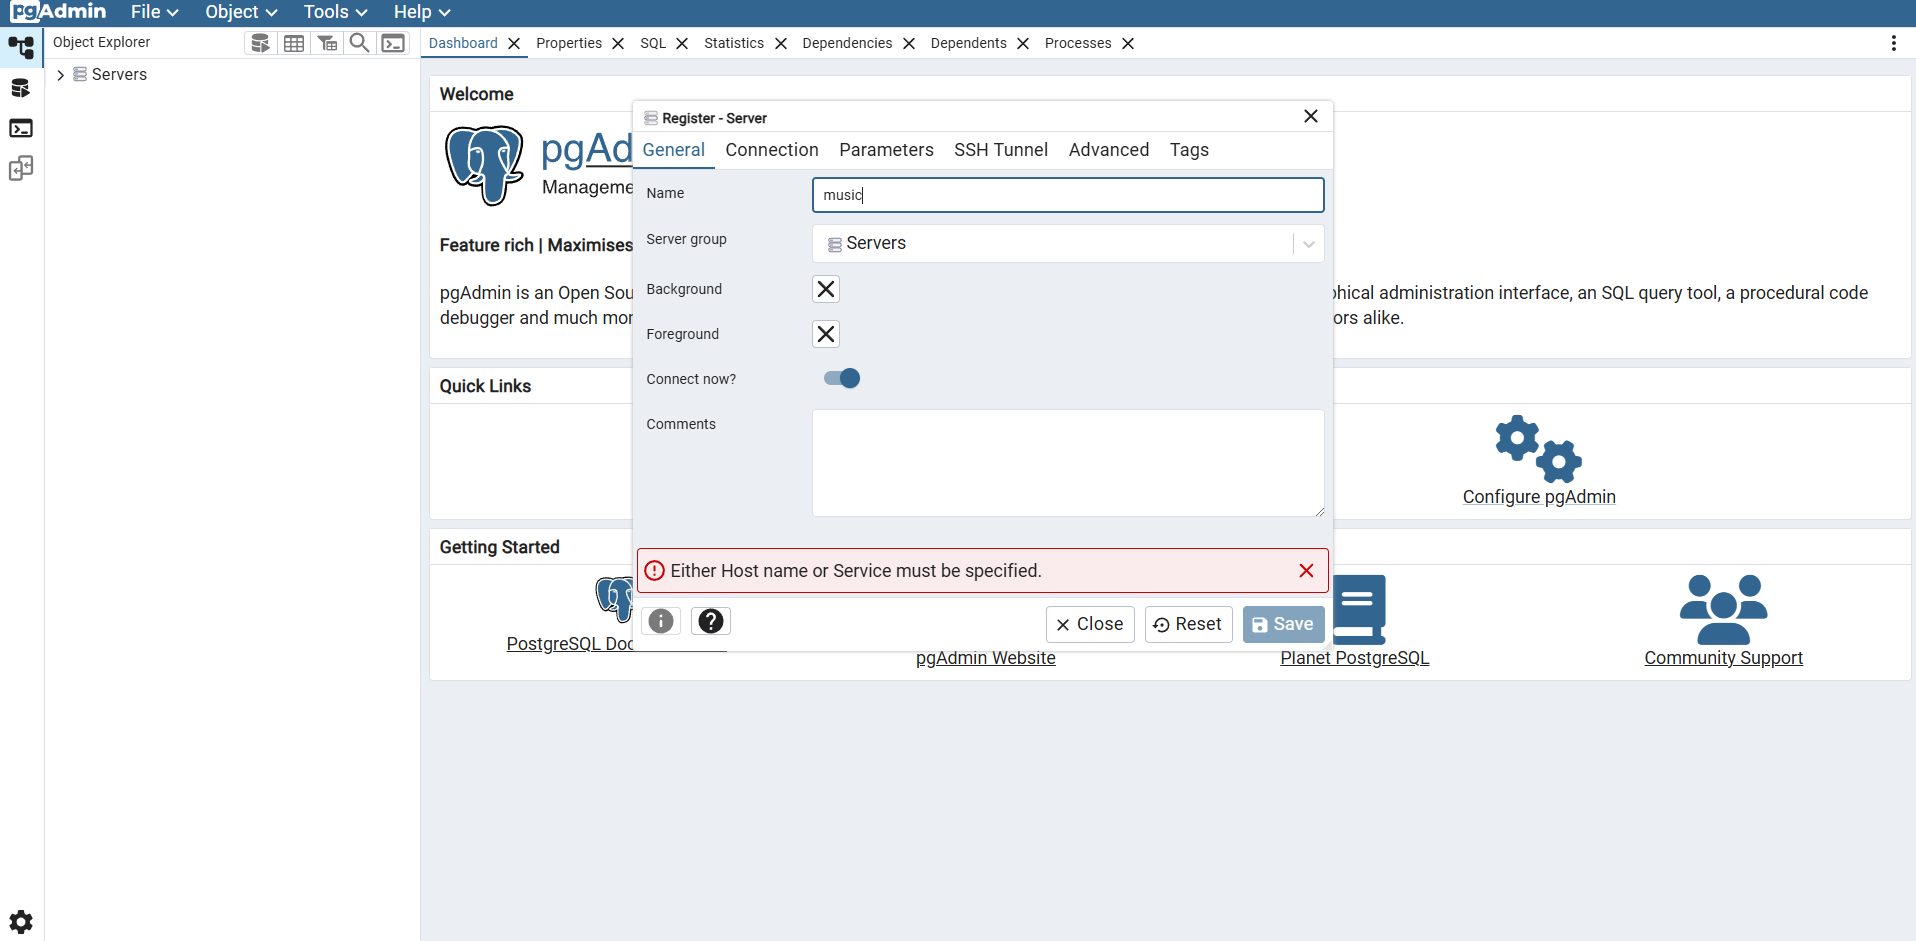 pgAdmin File Object Tools Help
Object Explorer
Servers
Dashboard Properties SQL Statistics Dependencies Dependents Processes
Welcome
pgAd
Manageme
Feature rich | Maximises
pgAdmin is an Open Sou
debugger and much mor
phical administration interface, an SQL query tool, a procedural code
ors alike.
Quick Links
Configure pgAdmin
Getting Started
PostgreSQL Doc
pgAdmin Website
Planet PostgreSQL
Community Support
Register - Server
General Connection Parameters SSH Tunnel Advanced Tags
Name music
Server group Servers
Background
Foreground
Connect now?
Comments
Either Host name or Service must be specified.
Close Reset Save